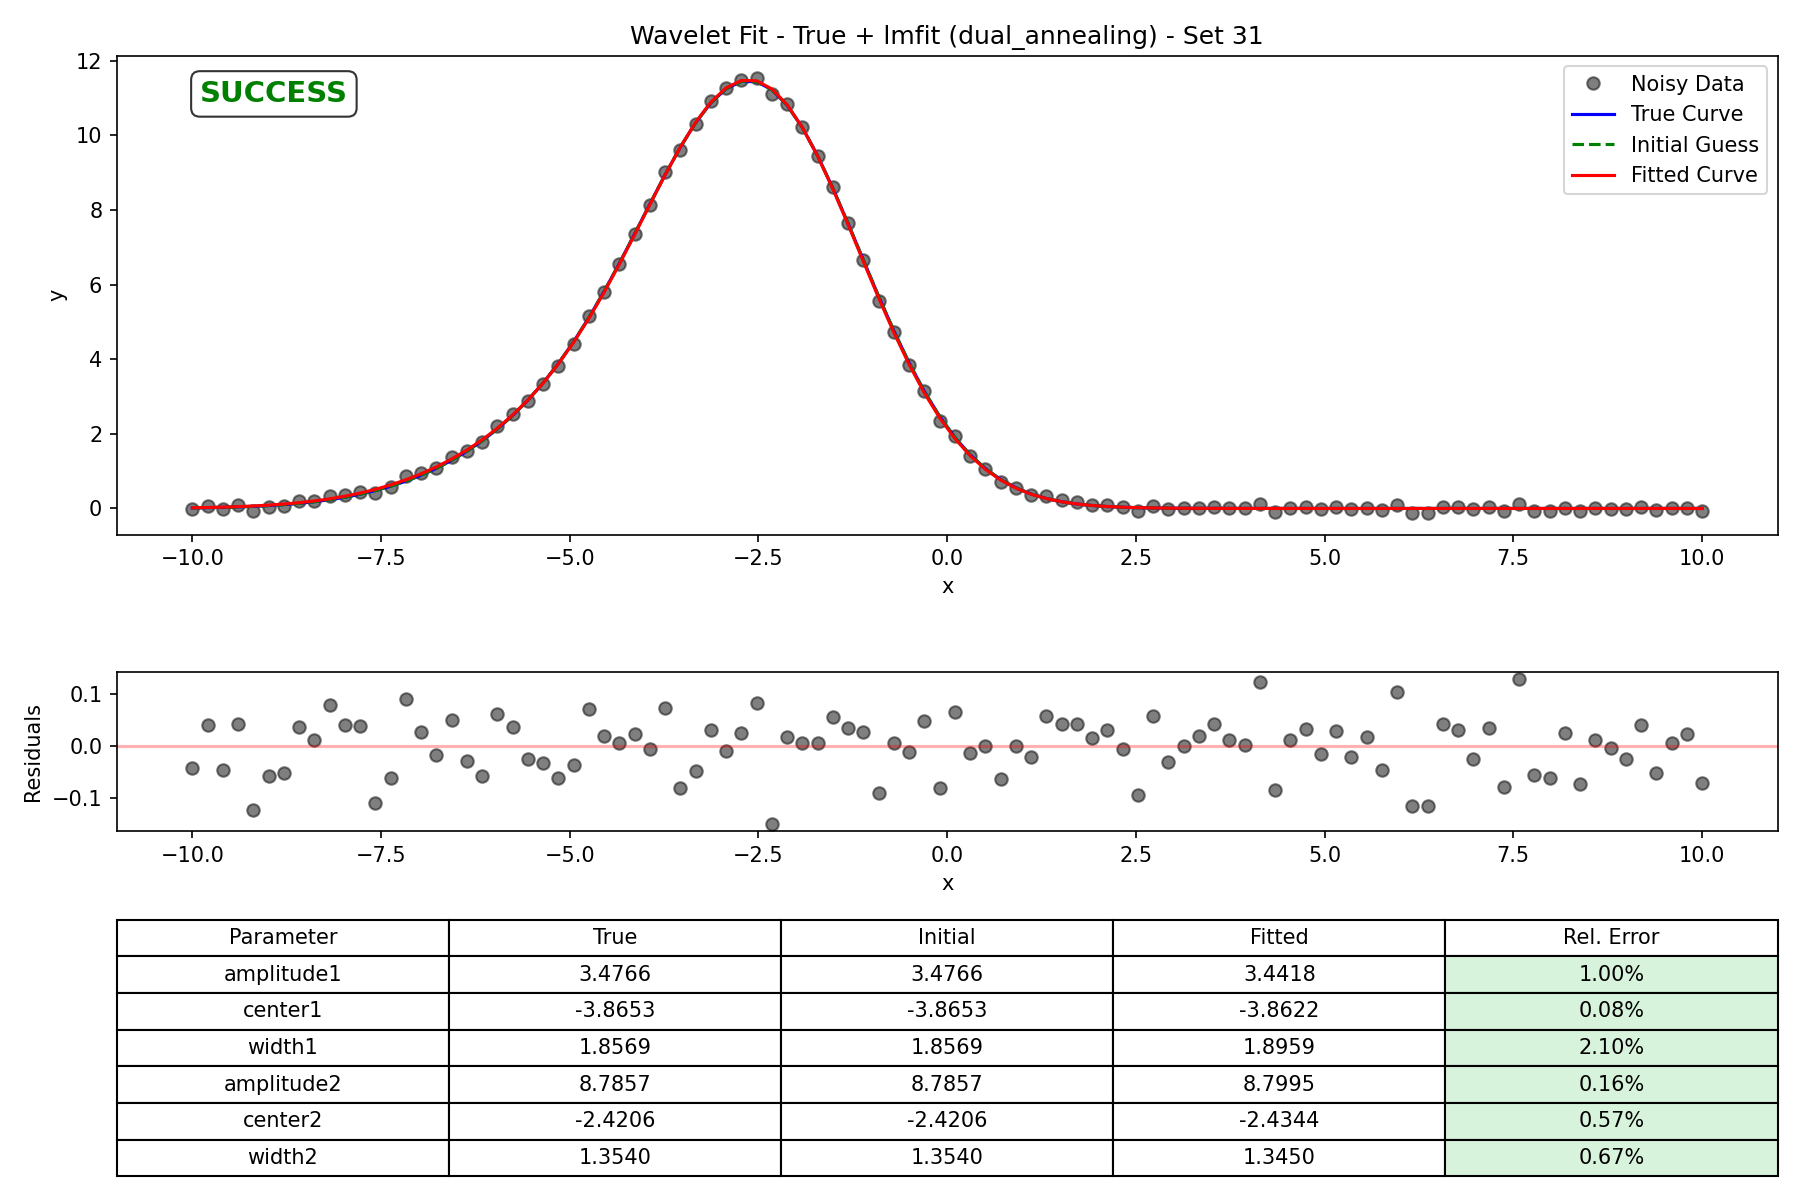 Wavelet Fit - True + lmfit (dual_annealing) - Set 31
SUCCESS
Noisy Data
True Curve
Initial Guess
Fitted Curve
12
10
8
6
4
2
0
y
−10.0 −7.5 −5.0 −2.5 0.0 2.5 5.0 7.5 10.0
x
0.1
0.0
−0.1
Residuals
−10.0 −7.5 −5.0 −2.5 0.0 2.5 5.0 7.5 10.0
x
Parameter True Initial Fitted Rel. Error
amplitude1 3.4766 3.4766 3.4418 1.00%
center1 -3.8653 -3.8653 -3.8622 0.08%
width1 1.8569 1.8569 1.8959 2.10%
amplitude2 8.7857 8.7857 8.7995 0.16%
center2 -2.4206 -2.4206 -2.4344 0.57%
width2 1.3540 1.3540 1.3450 0.67%